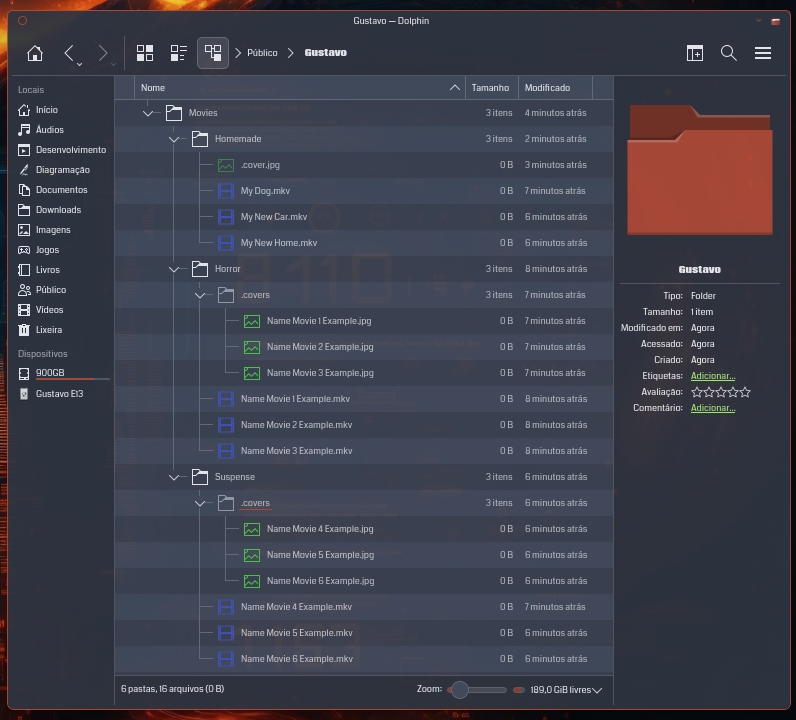 Gustavo — Dolphin
Público Gustavo
Locais
Início
Áudios
Desenvolvimento
Diagramação
Documentos
Downloads
Imagens
Jogos
Livros
Público
Vídeos
Lixeira
Dispositivos
900GB
Gustavo E13
Nome Tamanho Modificado
Movies 3 itens 4 minutos atrás
Homemade 3 itens 2 minutos atrás
.cover.jpg 0 B 3 minutos atrás
My Dog.mkv 0 B 7 minutos atrás
My New Car.mkv 0 B 6 minutos atrás
My New Home.mkv 0 B 6 minutos atrás
Horror 3 itens 8 minutos atrás
.covers 3 itens 7 minutos atrás
Name Movie 1 Example.jpg 0 B 7 minutos atrás
Name Movie 2 Example.jpg 0 B 7 minutos atrás
Name Movie 3 Example.jpg 0 B 7 minutos atrás
Name Movie 1 Example.mkv 0 B 8 minutos atrás
Name Movie 2 Example.mkv 0 B 8 minutos atrás
Name Movie 3 Example.mkv 0 B 8 minutos atrás
Suspense 3 itens 6 minutos atrás
.covers 3 itens 6 minutos atrás
Name Movie 4 Example.jpg 0 B 6 minutos atrás
Name Movie 5 Example.jpg 0 B 6 minutos atrás
Name Movie 6 Example.jpg 0 B 6 minutos atrás
Name Movie 4 Example.mkv 0 B 7 minutos atrás
Name Movie 5 Example.mkv 0 B 6 minutos atrás
Name Movie 6 Example.mkv 0 B 6 minutos atrás
6 pastas, 16 arquivos (0 B) Zoom: 189,0 GiB livres
Gustavo
Tipo: Folder
Tamanho: 1 item
Modificado em: Agora
Acessado: Agora
Criado: Agora
Etiquetas: Adicionar...
Avaliação:
Comentário: Adicionar...